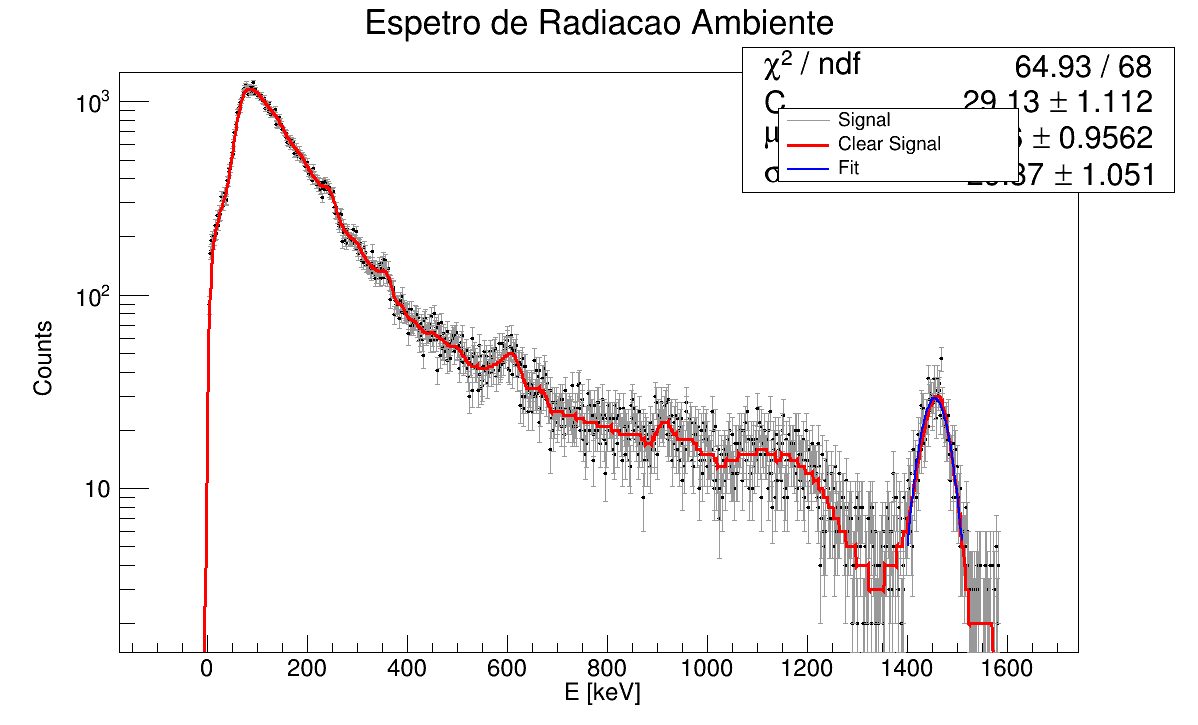 Espetro de Radiacao Ambiente
χ² / ndf 64.93 / 68
C 29.13 ± 1.112
μ ± 0.9562
σ ± 1.051
Signal
Clear Signal
Fit
10³
10²
10
Counts
0 200 400 600 800 1000 1200 1400 1600
E [keV]